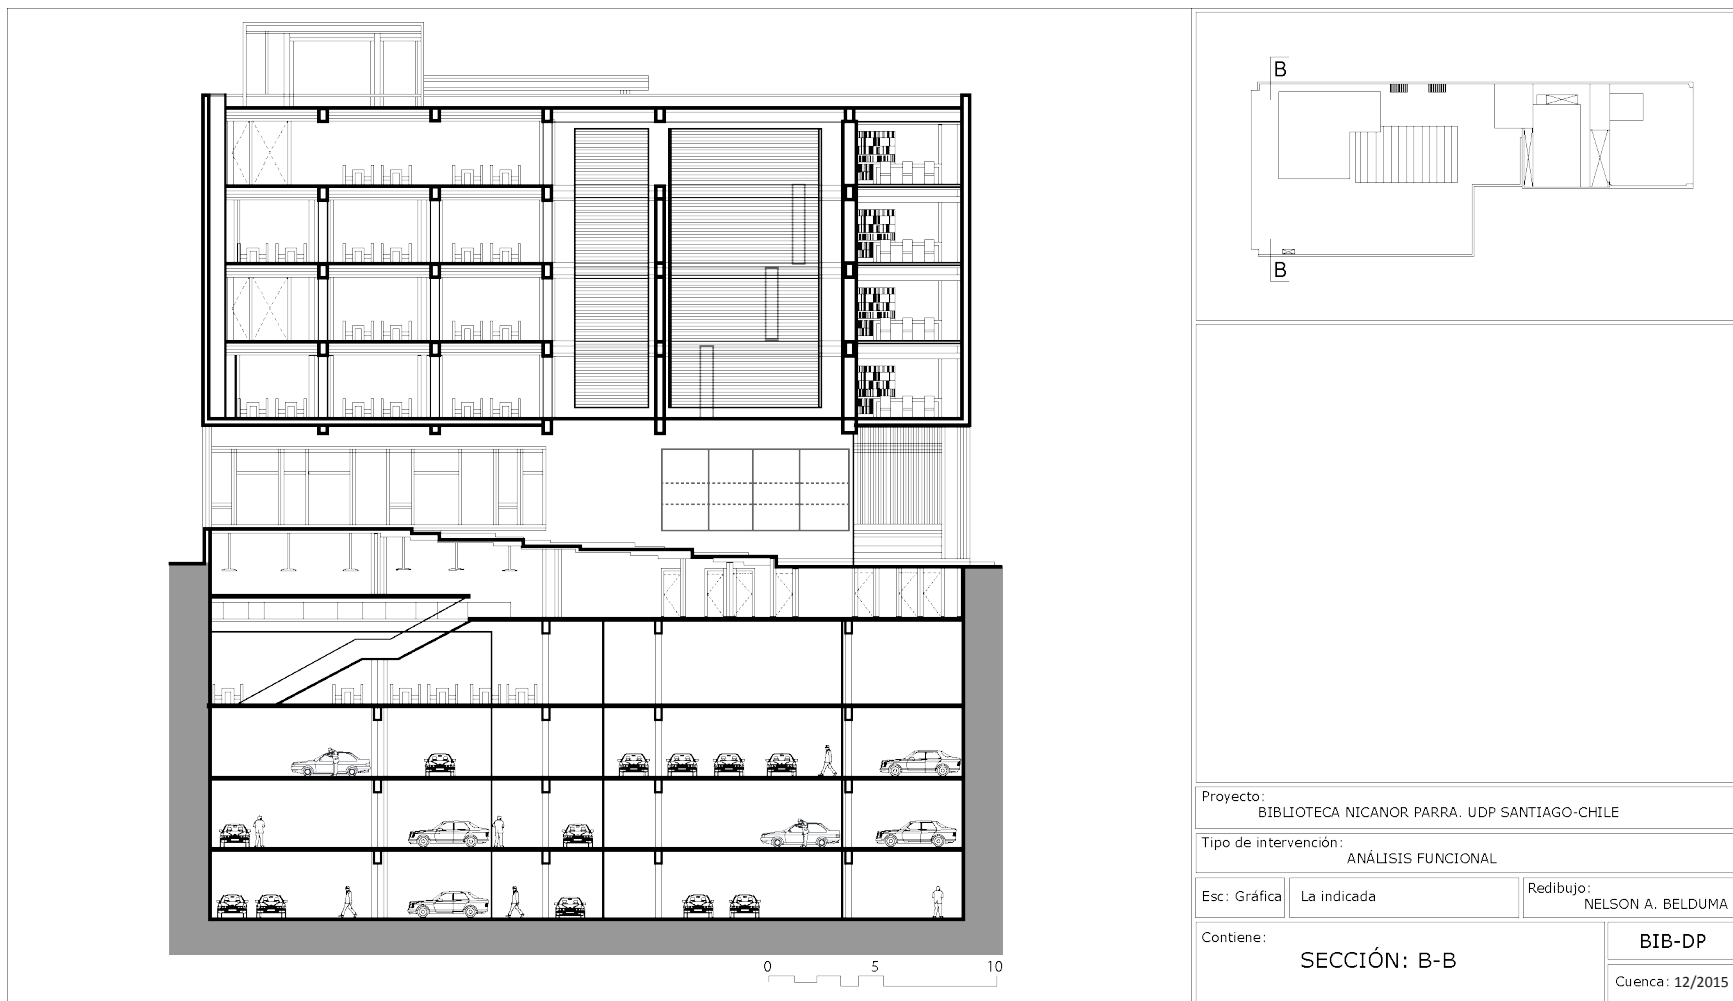 B
B
Proyecto:
BIBLIOTECA NICANOR PARRA. UDP SANTIAGO-CHILE
Tipo de intervención:
ANÁLISIS FUNCIONAL
Esc: Gráfica
La indicada
Redibujo:
NELSON A. BELDUMA
Contiene:
SECCIÓN: B-B
BIB-DP
Cuenca: 12/2015
0 5 10